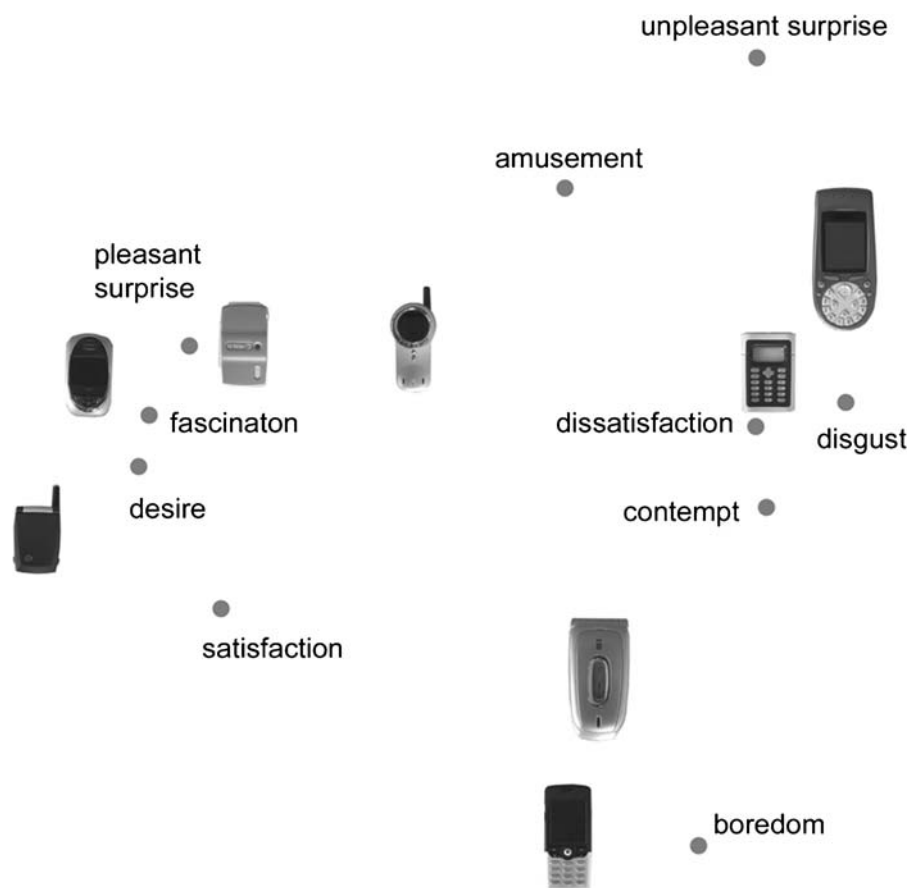 unpleasant surprise
amusement
pleasant
surprise
fascinaton
dissatisfaction
disgust
desire
contempt
satisfaction
boredom